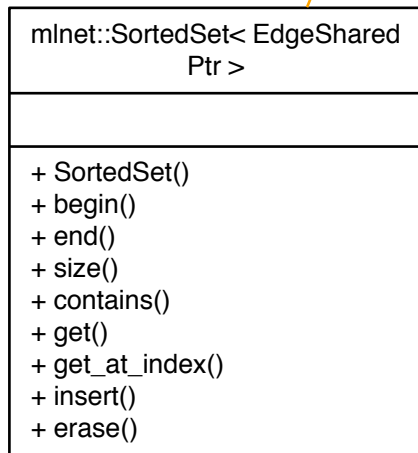 mlnet::SortedSet< EdgeShared
Ptr >
+ SortedSet()
+ begin()
+ end()
+ size()
+ contains()
+ get()
+ get_at_index()
+ insert()
+ erase()